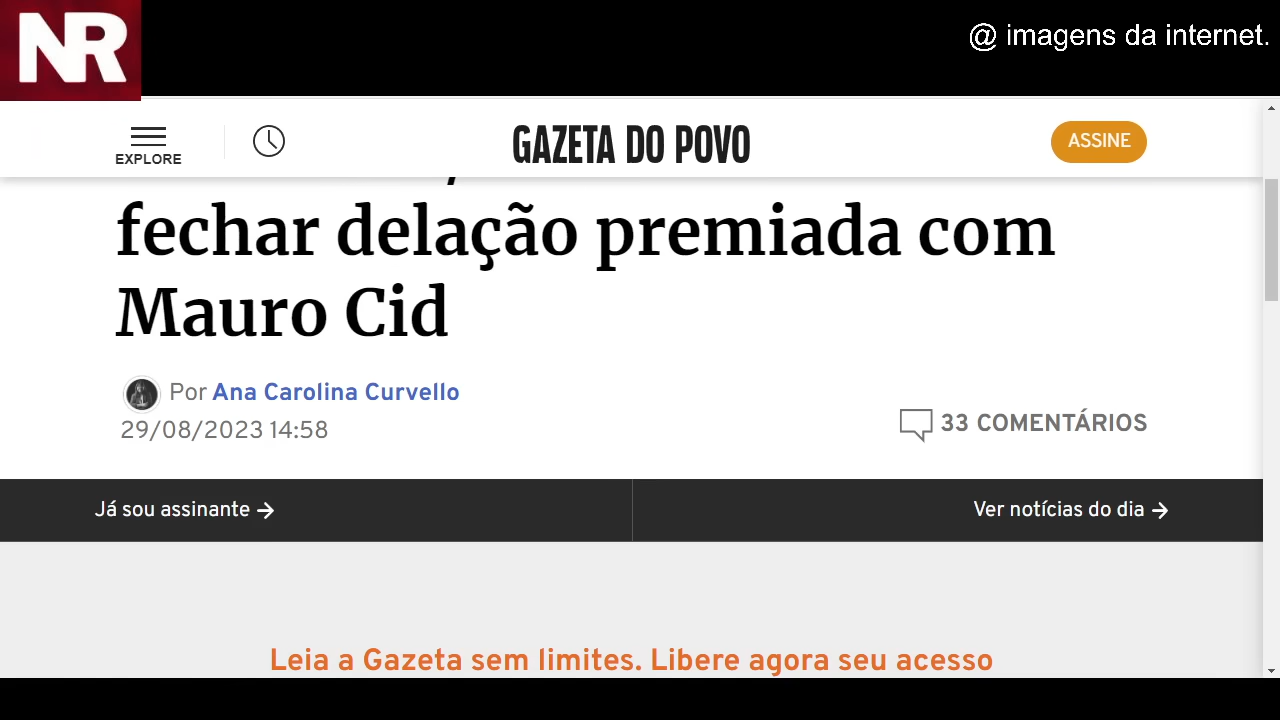 NR
@ imagens da internet.
EXPLORE
GAZETA DO POVO
ASSINE
fechar delação premiada com
Mauro Cid
Por Ana Carolina Curvello
29/08/2023 14:58
33 COMENTÁRIOS
Já sou assinante
Ver notícias do dia
Leia a Gazeta sem limites. Libere agora seu acesso